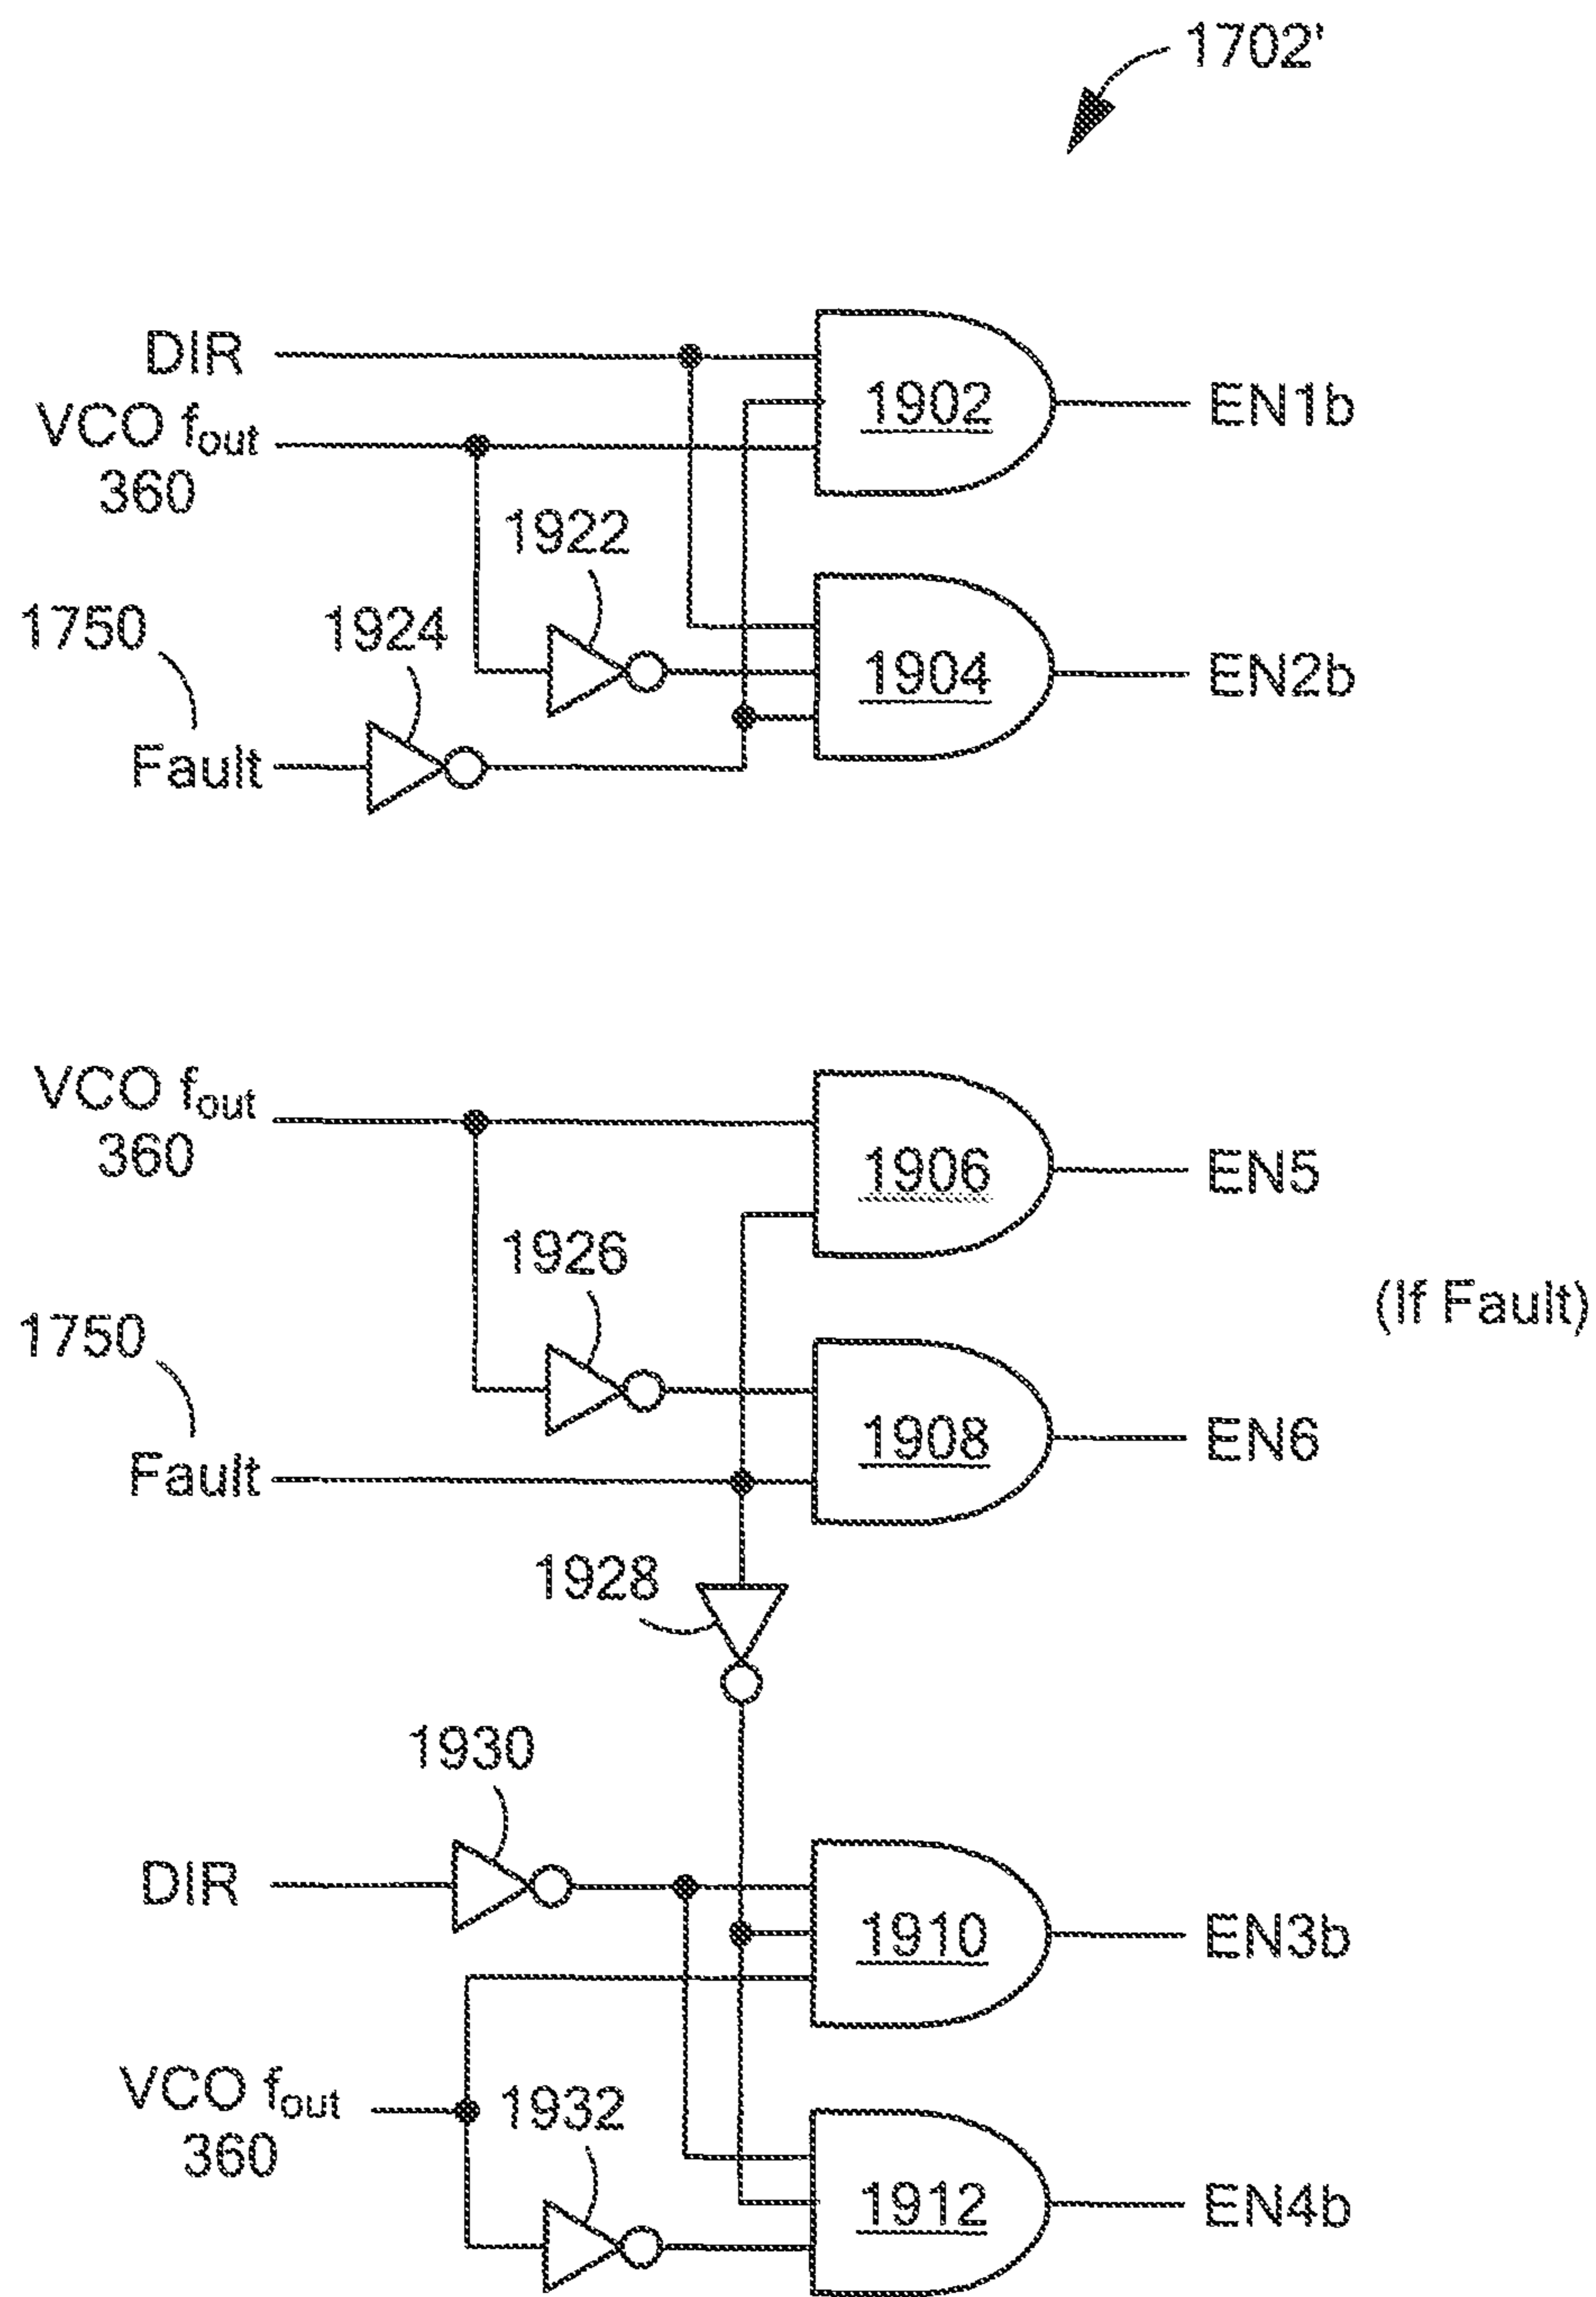 1702'
DIR
VCO fout
360
1902
EN1b
1922
1750
1924
1904
EN2b
Fault
VCO fout
360
1906
EN5
1926
(If Fault)
1750
1908
EN6
Fault
1928
1930
DIR
1910
EN3b
VCO fout
360
1932
1912
EN4b